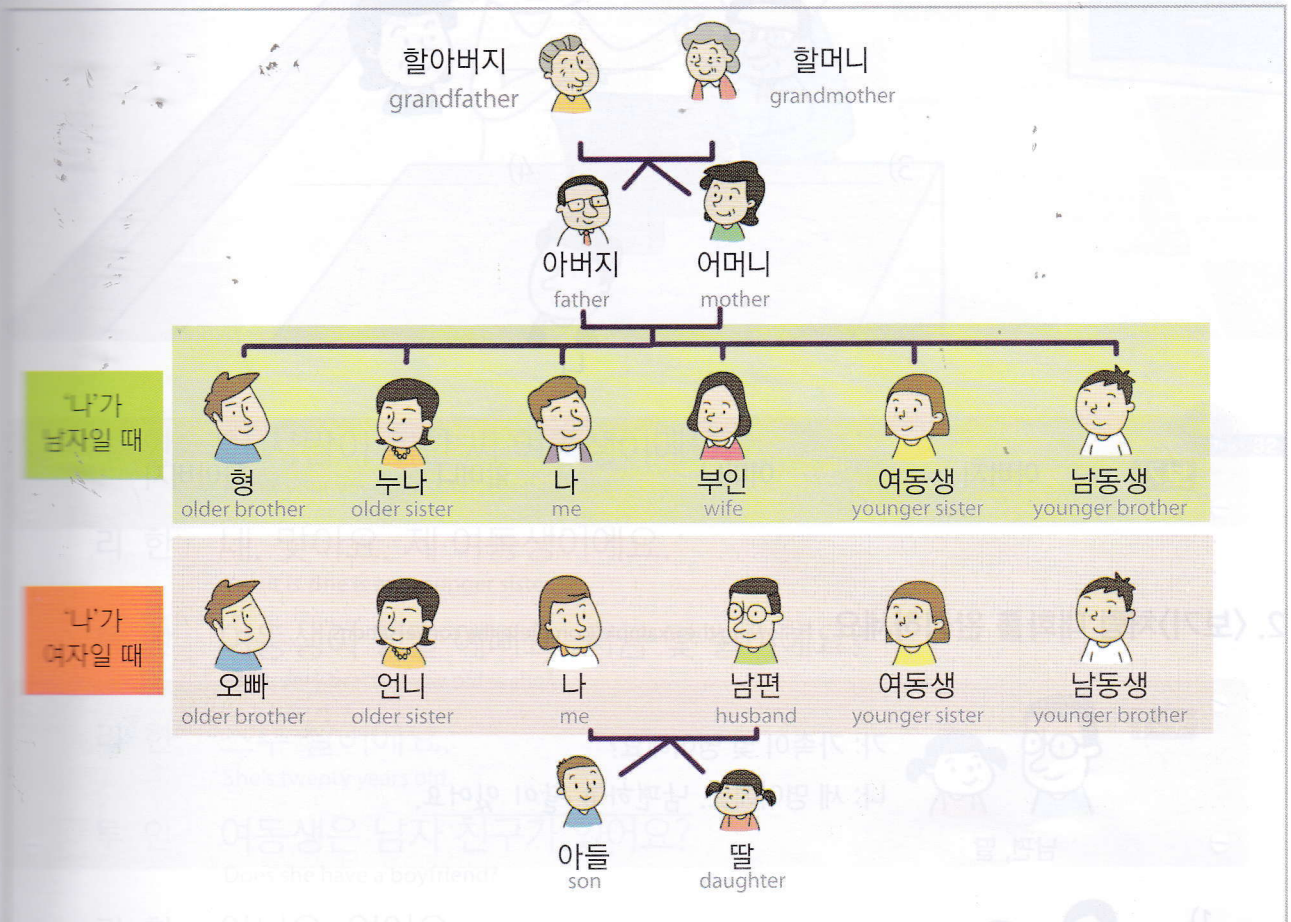 할아버지
grandfather
할머니
grandmother
아버지
father
어머니
mother
'나'가
남자일 때
형
older brother
누나
older sister
나
me
부인
wife
여동생
younger sister
남동생
younger brother
'나'가
여자일 때
오빠
older brother
언니
older sister
나
me
남편
husband
여동생
younger sister
남동생
younger brother
아들
son
딸
daughter